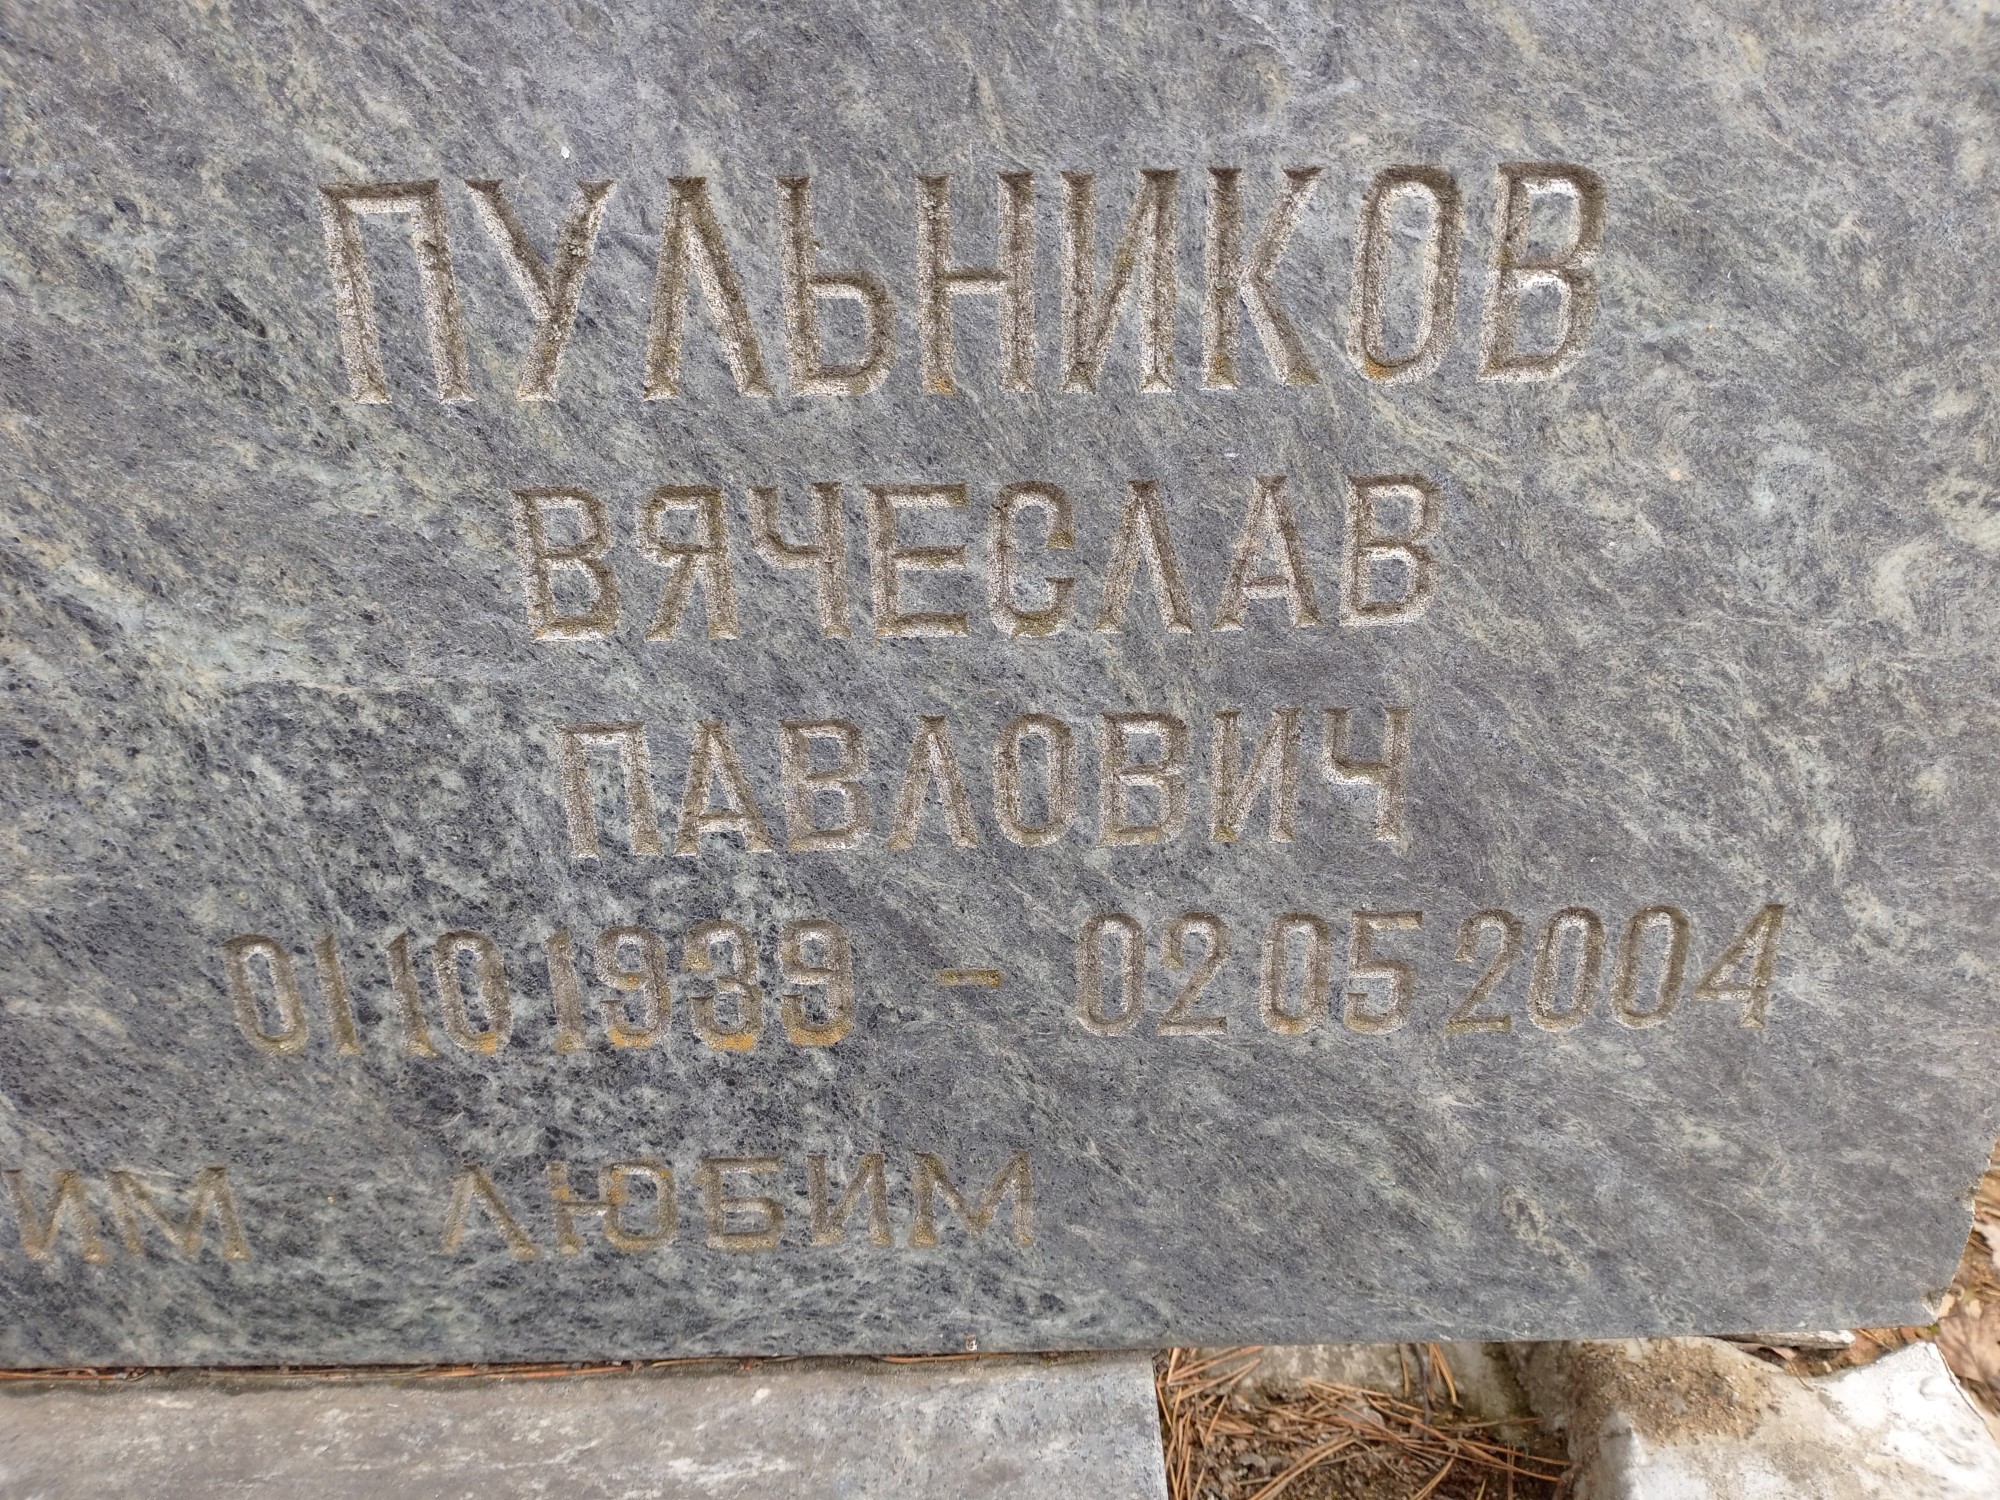 ПУЛЬНИКОВ
ВЯЧЕСЛАВ
ПАВЛОВИЧ
01 10 1939 - 02 05 2004
ИМ ЛЮБИМ